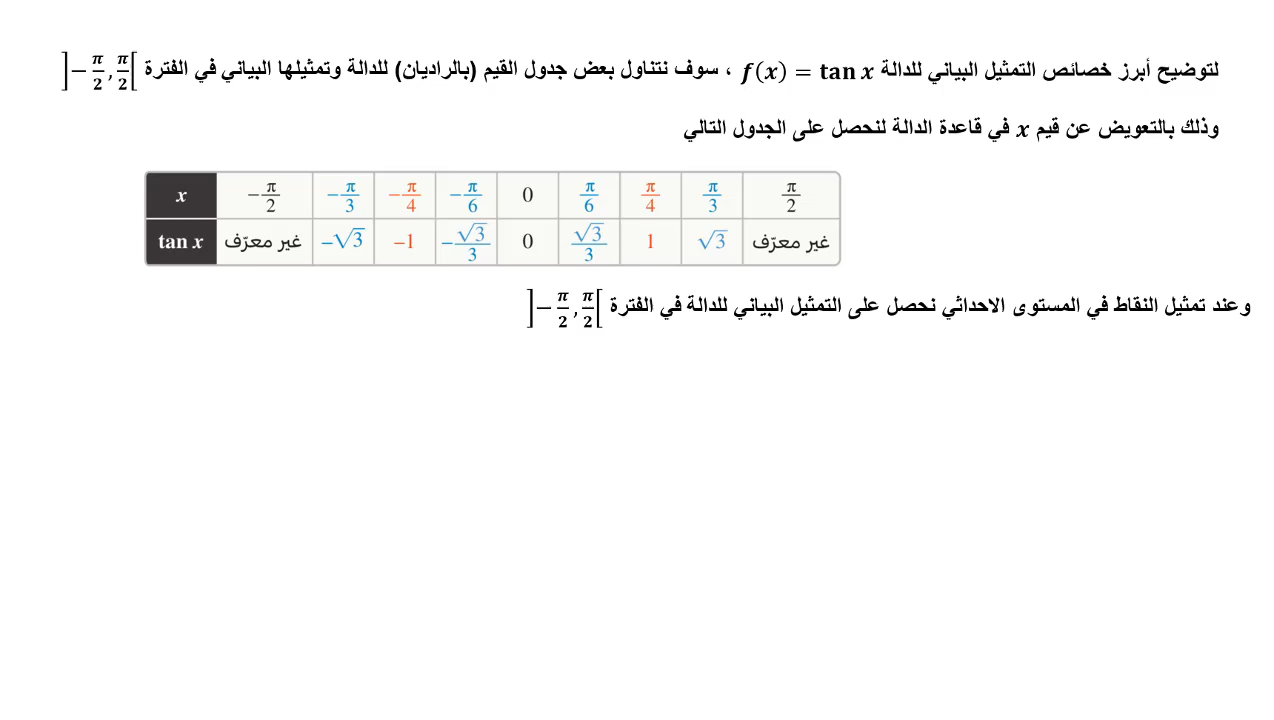 لتوضيح أبرز خصائص التمثيل البياني للدالة f(x) = tan x ، سوف نتناول بعض جدول القيم (بالراديان) للدالة وتمثيلها البياني في الفترة ]−π/2, π/2[
وذلك بالتعويض عن قيم x في قاعدة الدالة لنحصل على الجدول التالي
x −π/2 −π/3 −π/4 −π/6 0 π/6 π/4 π/3 π/2
tan x غير معرّف −√3 −1 −√3/3 0 √3/3 1 √3 غير معرّف
وعند تمثيل النقاط في المستوى الاحداثي نحصل على التمثيل البياني للدالة في الفترة ]−π/2, π/2[